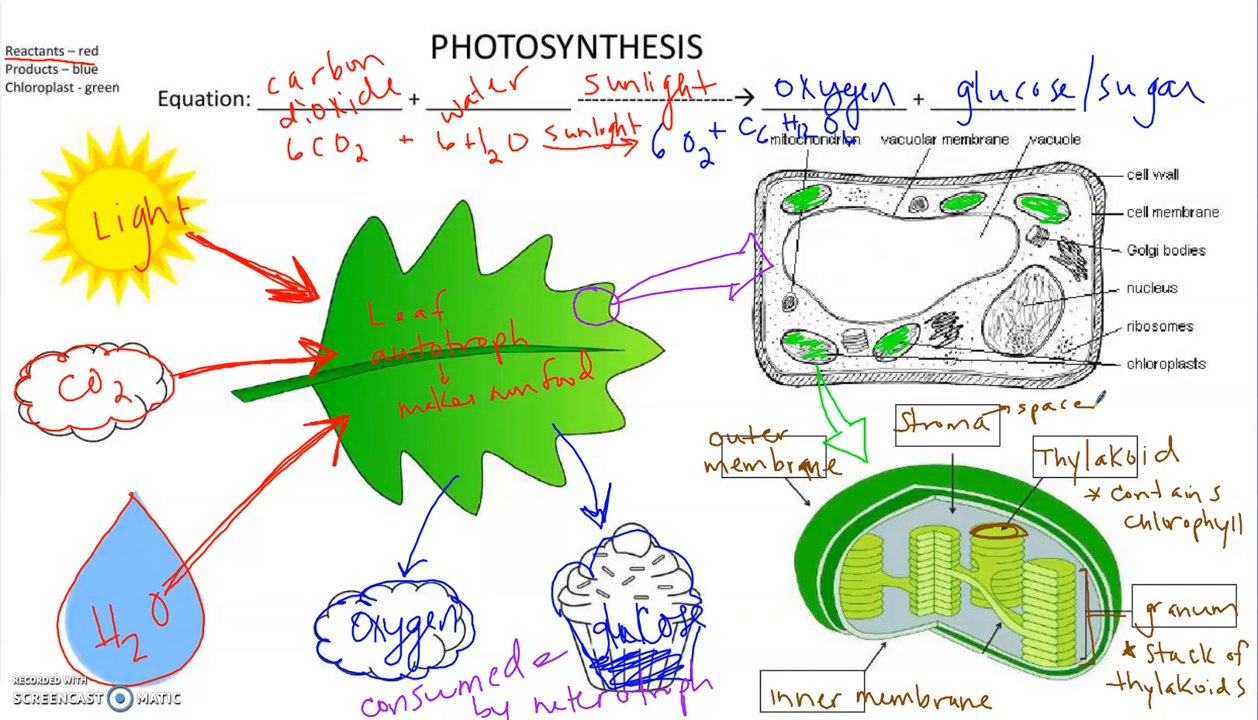 PHOTOSYNTHESIS
Reactants – red
Products – blue
Chloroplast - green
Equation: carbon dioxide + water sunlight → oxygen + glucose/sugar
6CO2 + 6H2O sunlight → 6O2 + C6H12O
mitochondrion vacuolar membrane vacuole
cell wall
cell membrane
Golgi bodies
nucleus
ribosomes
chloroplasts
Light
CO2
H2O
Leaf
autotroph
↓
makes own food
Oxygen
glucose
consumed
by heterotroph
Stroma → space
outer
membrane
Thylakoid
* contains
chlorophyll
granum
* stack of
thylakoids
inner membrane
RECORDED WITH
SCREENCAST MATIC